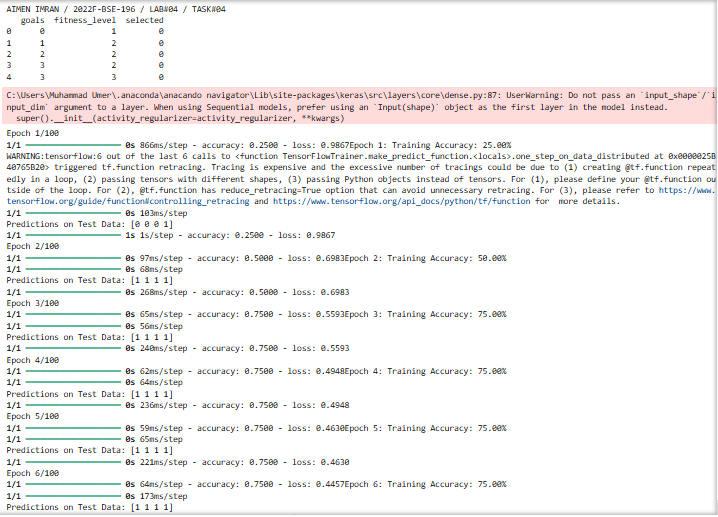 AIMEN IMRAN / 2022F-BSE-196 / LAB#04 / TASK#04
goals fitness_level selected
0 0 1 0
1 1 2 0
2 2 2 0
3 3 2 0
4 3 3 0
C:\Users\Muhammad Umer\.anaconda\anacando navigator\Lib\site-packages\keras\src\layers\core\dense.py:87: UserWarning: Do not pass an `input_shape`/`i
nput_dim` argument to a layer. When using Sequential models, prefer using an `Input(shape)` object as the first layer in the model instead.
super().__init__(activity_regularizer=activity_regularizer, **kwargs)
Epoch 1/100
1/1 0s 866ms/step - accuracy: 0.2500 - loss: 0.9867Epoch 1: Training Accuracy: 25.00%
WARNING:tensorflow:6 out of the last 6 calls to <function TensorFlowTrainer.make_predict_function.<locals>.one_step_on_data_distributed at 0x0000025B
40765B20> triggered tf.function retracing. Tracing is expensive and the excessive number of tracings could be due to (1) creating @tf.function repeat
edly in a loop, (2) passing tensors with different shapes, (3) passing Python objects instead of tensors. For (1), please define your @tf.function ou
tside of the loop. For (2), @tf.function has reduce_retracing=True option that can avoid unnecessary retracing. For (3), please refer to https://www.
tensorflow.org/guide/function#controlling_retracing and https://www.tensorflow.org/api_docs/python/tf/function for more details.
1/1 0s 103ms/step
Predictions on Test Data: [0 0 0 1]
1/1 1s 1s/step - accuracy: 0.2500 - loss: 0.9867
Epoch 2/100
1/1 0s 97ms/step - accuracy: 0.5000 - loss: 0.6983Epoch 2: Training Accuracy: 50.00%
1/1 0s 68ms/step
Predictions on Test Data: [1 1 1 1]
1/1 0s 268ms/step - accuracy: 0.5000 - loss: 0.6983
Epoch 3/100
1/1 0s 65ms/step - accuracy: 0.7500 - loss: 0.5593Epoch 3: Training Accuracy: 75.00%
1/1 0s 56ms/step
Predictions on Test Data: [1 1 1 1]
1/1 0s 240ms/step - accuracy: 0.7500 - loss: 0.5593
Epoch 4/100
1/1 0s 62ms/step - accuracy: 0.7500 - loss: 0.4948Epoch 4: Training Accuracy: 75.00%
1/1 0s 64ms/step
Predictions on Test Data: [1 1 1 1]
1/1 0s 236ms/step - accuracy: 0.7500 - loss: 0.4948
Epoch 5/100
1/1 0s 59ms/step - accuracy: 0.7500 - loss: 0.4630Epoch 5: Training Accuracy: 75.00%
1/1 0s 65ms/step
Predictions on Test Data: [1 1 1 1]
1/1 0s 221ms/step - accuracy: 0.7500 - loss: 0.4630
Epoch 6/100
1/1 0s 64ms/step - accuracy: 0.7500 - loss: 0.4457Epoch 6: Training Accuracy: 75.00%
1/1 0s 173ms/step
Predictions on Test Data: [1 1 1 1]